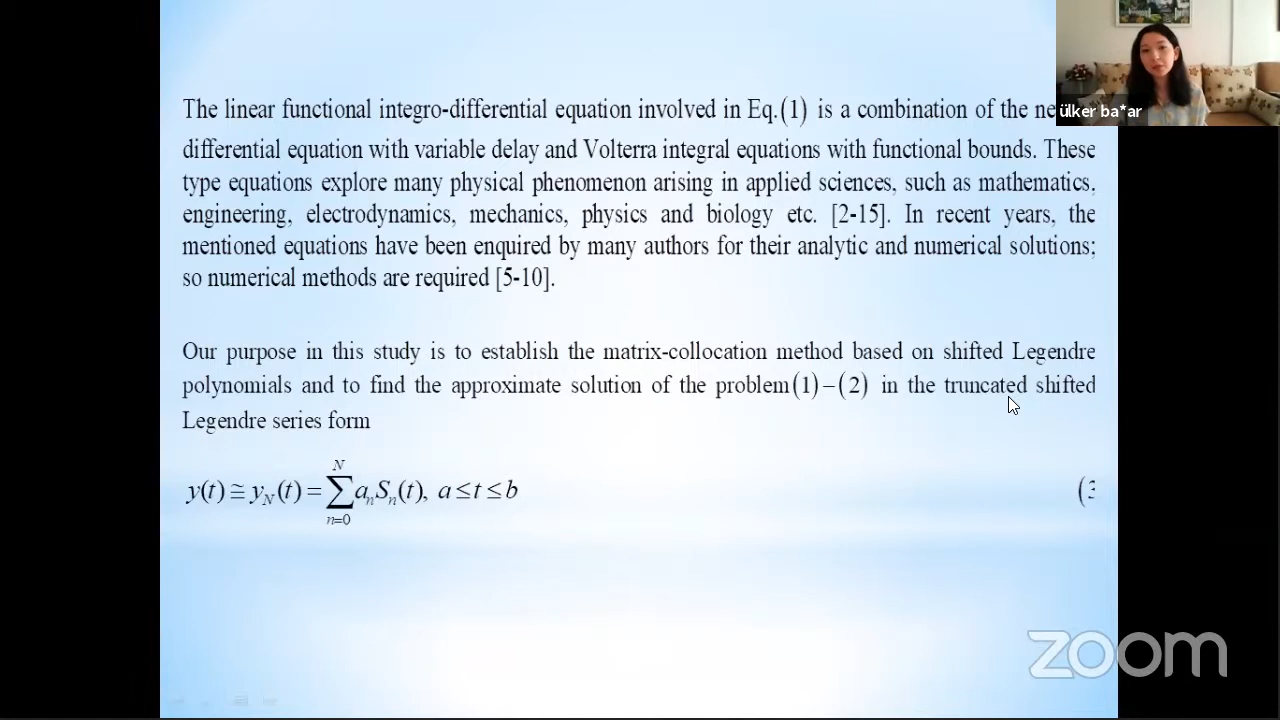 The linear functional integro-differential equation involved in Eq.(1) is a combination of the
differential equation with variable delay and Volterra integral equations with functional bounds. These
type equations explore many physical phenomenon arising in applied sciences, such as mathematics,
engineering, electrodynamics, mechanics, physics and biology etc. [2-15]. In recent years, the
mentioned equations have been enquired by many authors for their analytic and numerical solutions;
so numerical methods are required [5-10].
Our purpose in this study is to establish the matrix-collocation method based on shifted Legendre
polynomials and to find the approximate solution of the problem (1)–(2) in the truncated shifted
Legendre series form
y(t) ≅ y_N(t) = ∑_{n=0}^{N} a_n S_n(t), a ≤ t ≤ b
ülker ba*ar
zoom